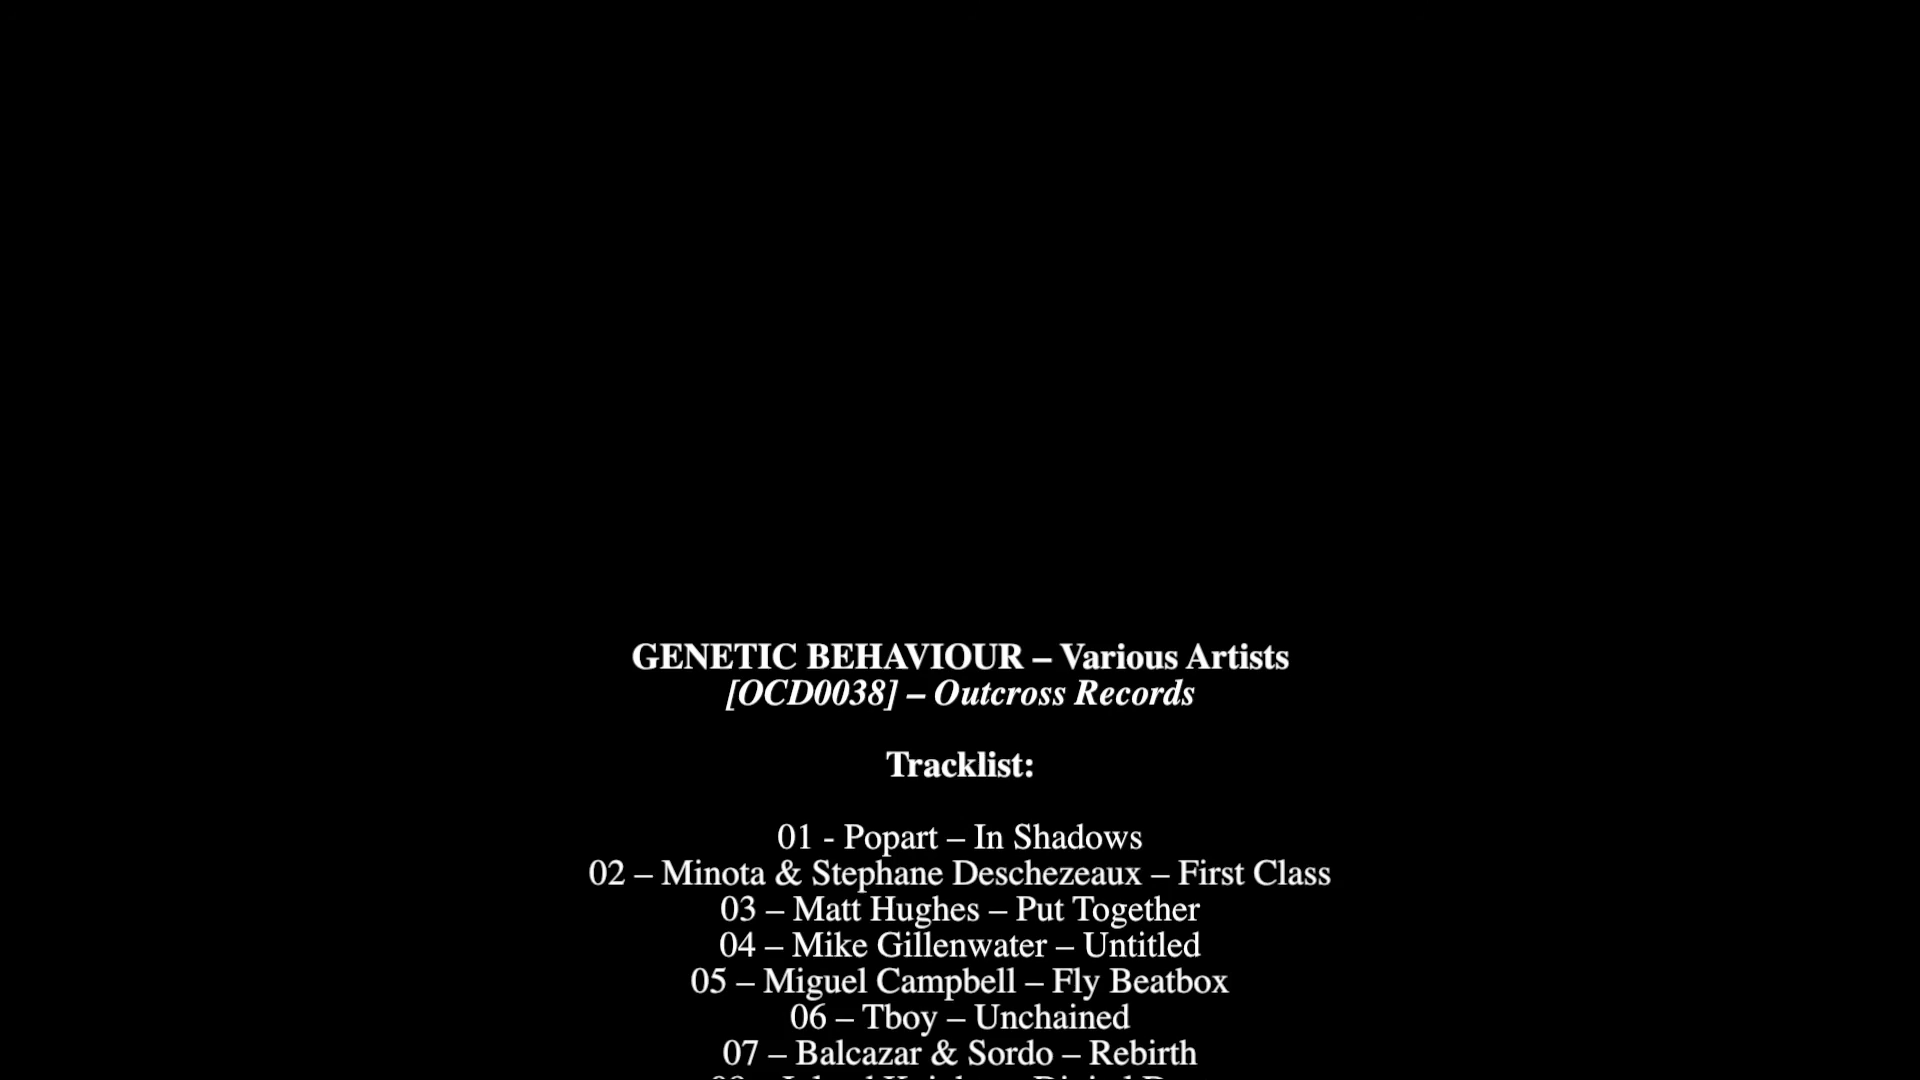 GENETIC BEHAVIOUR – Various Artists
[OCD0038] – Outcross Records
Tracklist:
01 - Popart – In Shadows
02 – Minota & Stephane Deschezeaux – First Class
03 – Matt Hughes – Put Together
04 – Mike Gillenwater – Untitled
05 – Miguel Campbell – Fly Beatbox
06 – Tboy – Unchained
07 – Balcazar & Sordo – Rebirth